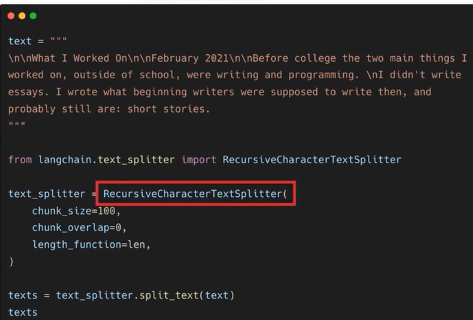 text = """
\n\nWhat I Worked On\n\nFebruary 2021\n\nBefore college the two main things I
worked on, outside of school, were writing and programming. \nI didn't write
essays. I wrote what beginning writers were supposed to write then, and
probably still are: short stories.
"""
from langchain.text_splitter import RecursiveCharacterTextSplitter
text_splitter = RecursiveCharacterTextSplitter(
    chunk_size=100,
    chunk_overlap=0,
    length_function=len,
)
texts = text_splitter.split_text(text)
texts